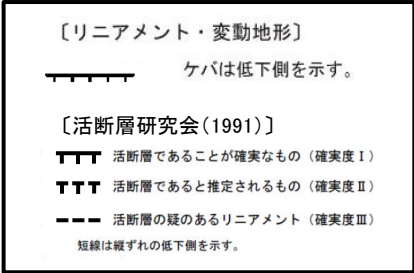 〔リニアメント・変動地形〕
ケバは低下側を示す。
〔活断層研究会(1991)〕
活断層であることが確実なもの（確実度Ⅰ）
活断層であると推定されるもの（確実度Ⅱ）
活断層の疑のあるリニアメント（確実度Ⅲ）
短線は縦ずれの低下側を示す。